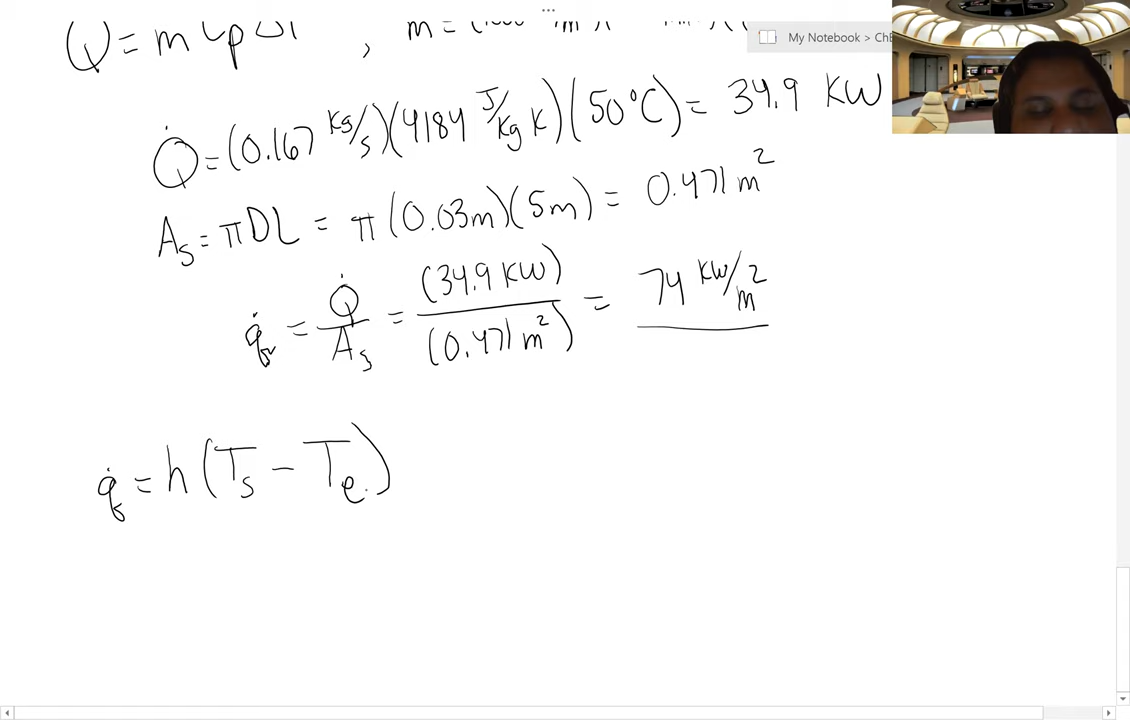 Q̇ = ṁ Cp ΔT ,
My Notebook > Ch
Q̇ = (0.167 kg/s)(4184 J/kg K)(50°C) = 34.9 KW
As = πDL = π(0.03m)(5m) = 0.471 m²
q̇ = Q̇/As = (34.9 KW)/(0.471 m²) = 74 KW/m²
q̇ = h(Ts − Te)